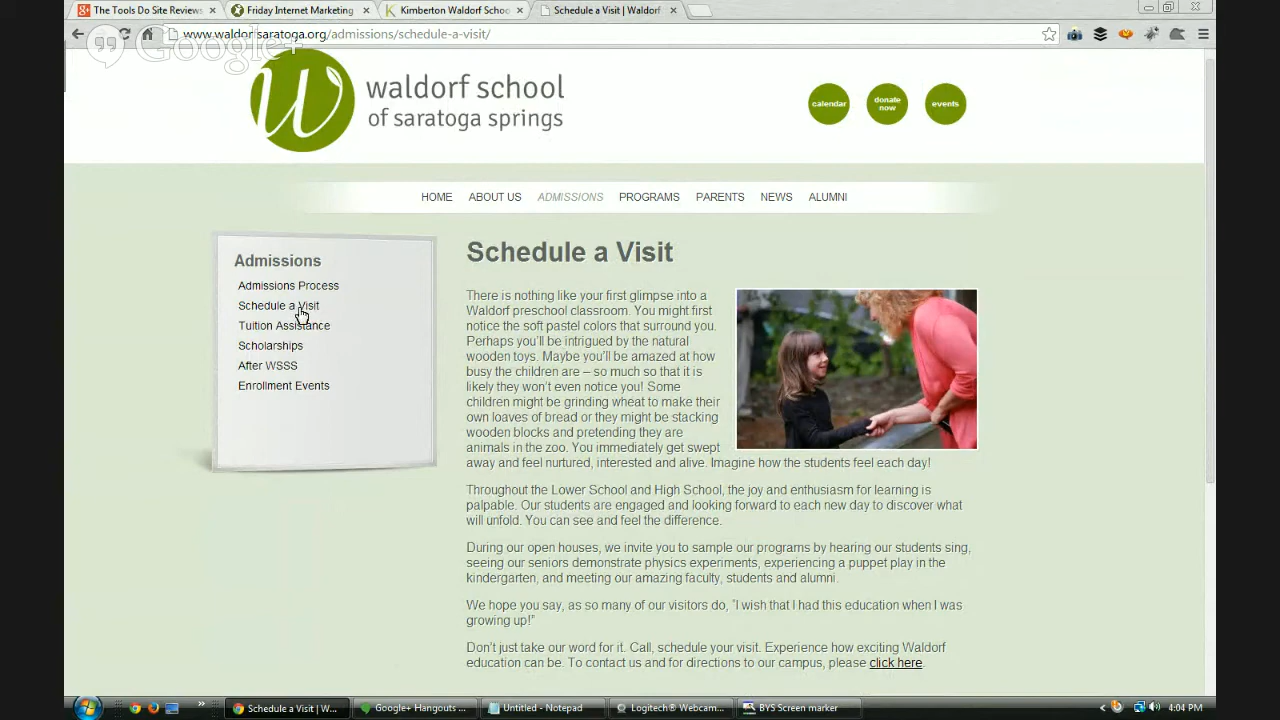 The Tools Do Site Reviews
Friday Internet Marketing
Kimberton Waldorf Schoo
Schedule a Visit | Waldorf
www.waldorfsaratoga.org/admissions/schedule-a-visit/
Google+
waldorf school
of saratoga springs
calendar
donate
now
events
HOME
ABOUT US
ADMISSIONS
PROGRAMS
PARENTS
NEWS
ALUMNI
Admissions
Admissions Process
Schedule a Visit
Tuition Assistance
Scholarships
After WSSS
Enrollment Events
Schedule a Visit
There is nothing like your first glimpse into a
Waldorf preschool classroom. You might first
notice the soft pastel colors that surround you.
Perhaps you'll be intrigued by the natural
wooden toys. Maybe you'll be amazed at how
busy the children are – so much so that it is
likely they won't even notice you! Some
children might be grinding wheat to make their
own loaves of bread or they might be stacking
wooden blocks and pretending they are
animals in the zoo. You immediately get swept
away and feel nurtured, interested and alive. Imagine how the students feel each day!
Throughout the Lower School and High School, the joy and enthusiasm for learning is
palpable. Our students are engaged and looking forward to each new day to discover what
will unfold. You can see and feel the difference.
During our open houses, we invite you to sample our programs by hearing our students sing,
seeing our seniors demonstrate physics experiments, experiencing a puppet play in the
kindergarten, and meeting our amazing faculty, students and alumni.
We hope you say, as so many of our visitors do, "I wish that I had this education when I was
growing up!"
Don't just take our word for it. Call, schedule your visit. Experience how exciting Waldorf
education can be. To contact us and for directions to our campus, please click here.
Schedule a Visit | W...
Google+ Hangouts ...
Untitled - Notepad
Logitech® Webcam...
BYS Screen marker
4:04 PM